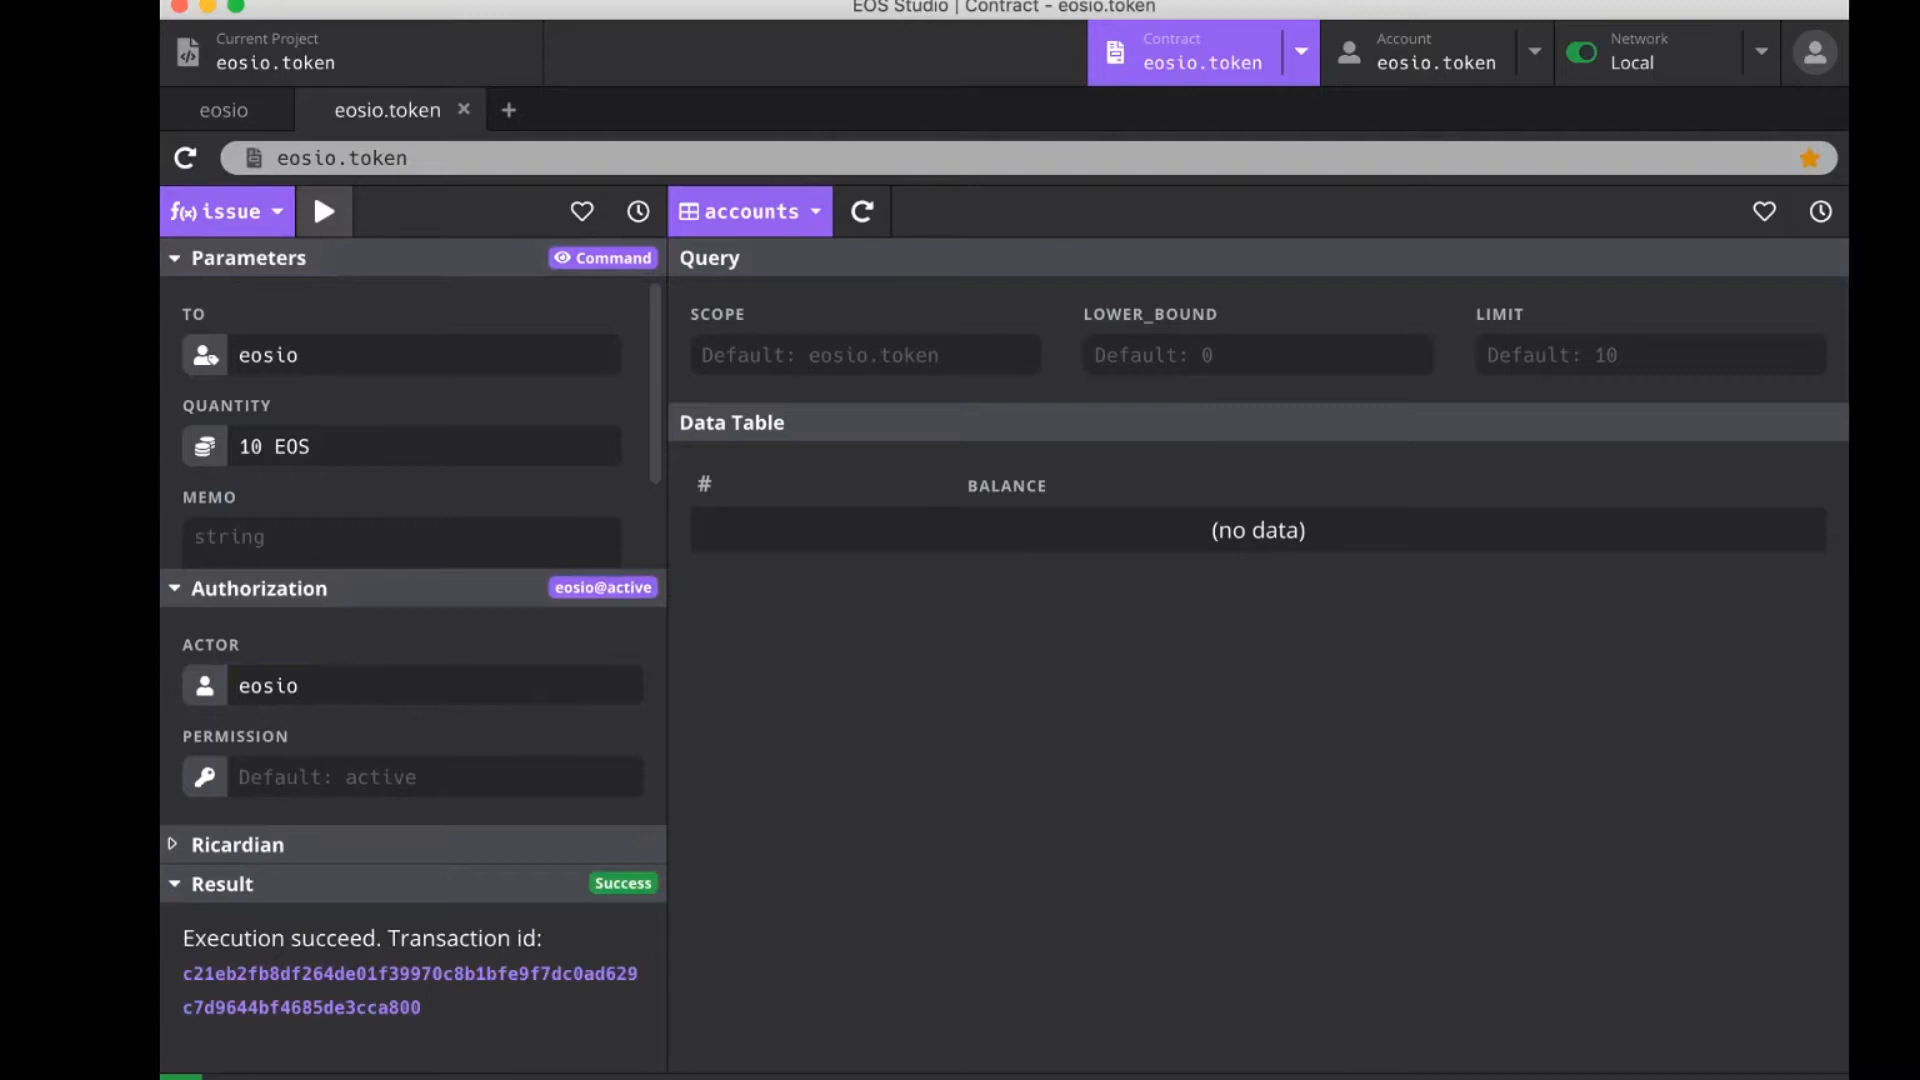 EOS Studio | Contract - eosio.token
Current Project
eosio.token
Contract
eosio.token
Account
eosio.token
Network
Local
eosio
eosio.token
eosio.token
f(x) issue
accounts
Parameters
Command
TO
eosio
QUANTITY
10 EOS
MEMO
string
Authorization
eosio@active
ACTOR
eosio
PERMISSION
Default: active
Ricardian
Result
Success
Execution succeed. Transaction id:
c21eb2fb8df264de01f39970c8b1bfe9f7dc0ad629
c7d9644bf4685de3cca800
Query
SCOPE
LOWER_BOUND
LIMIT
Default: eosio.token
Default: 0
Default: 10
Data Table
#
BALANCE
(no data)